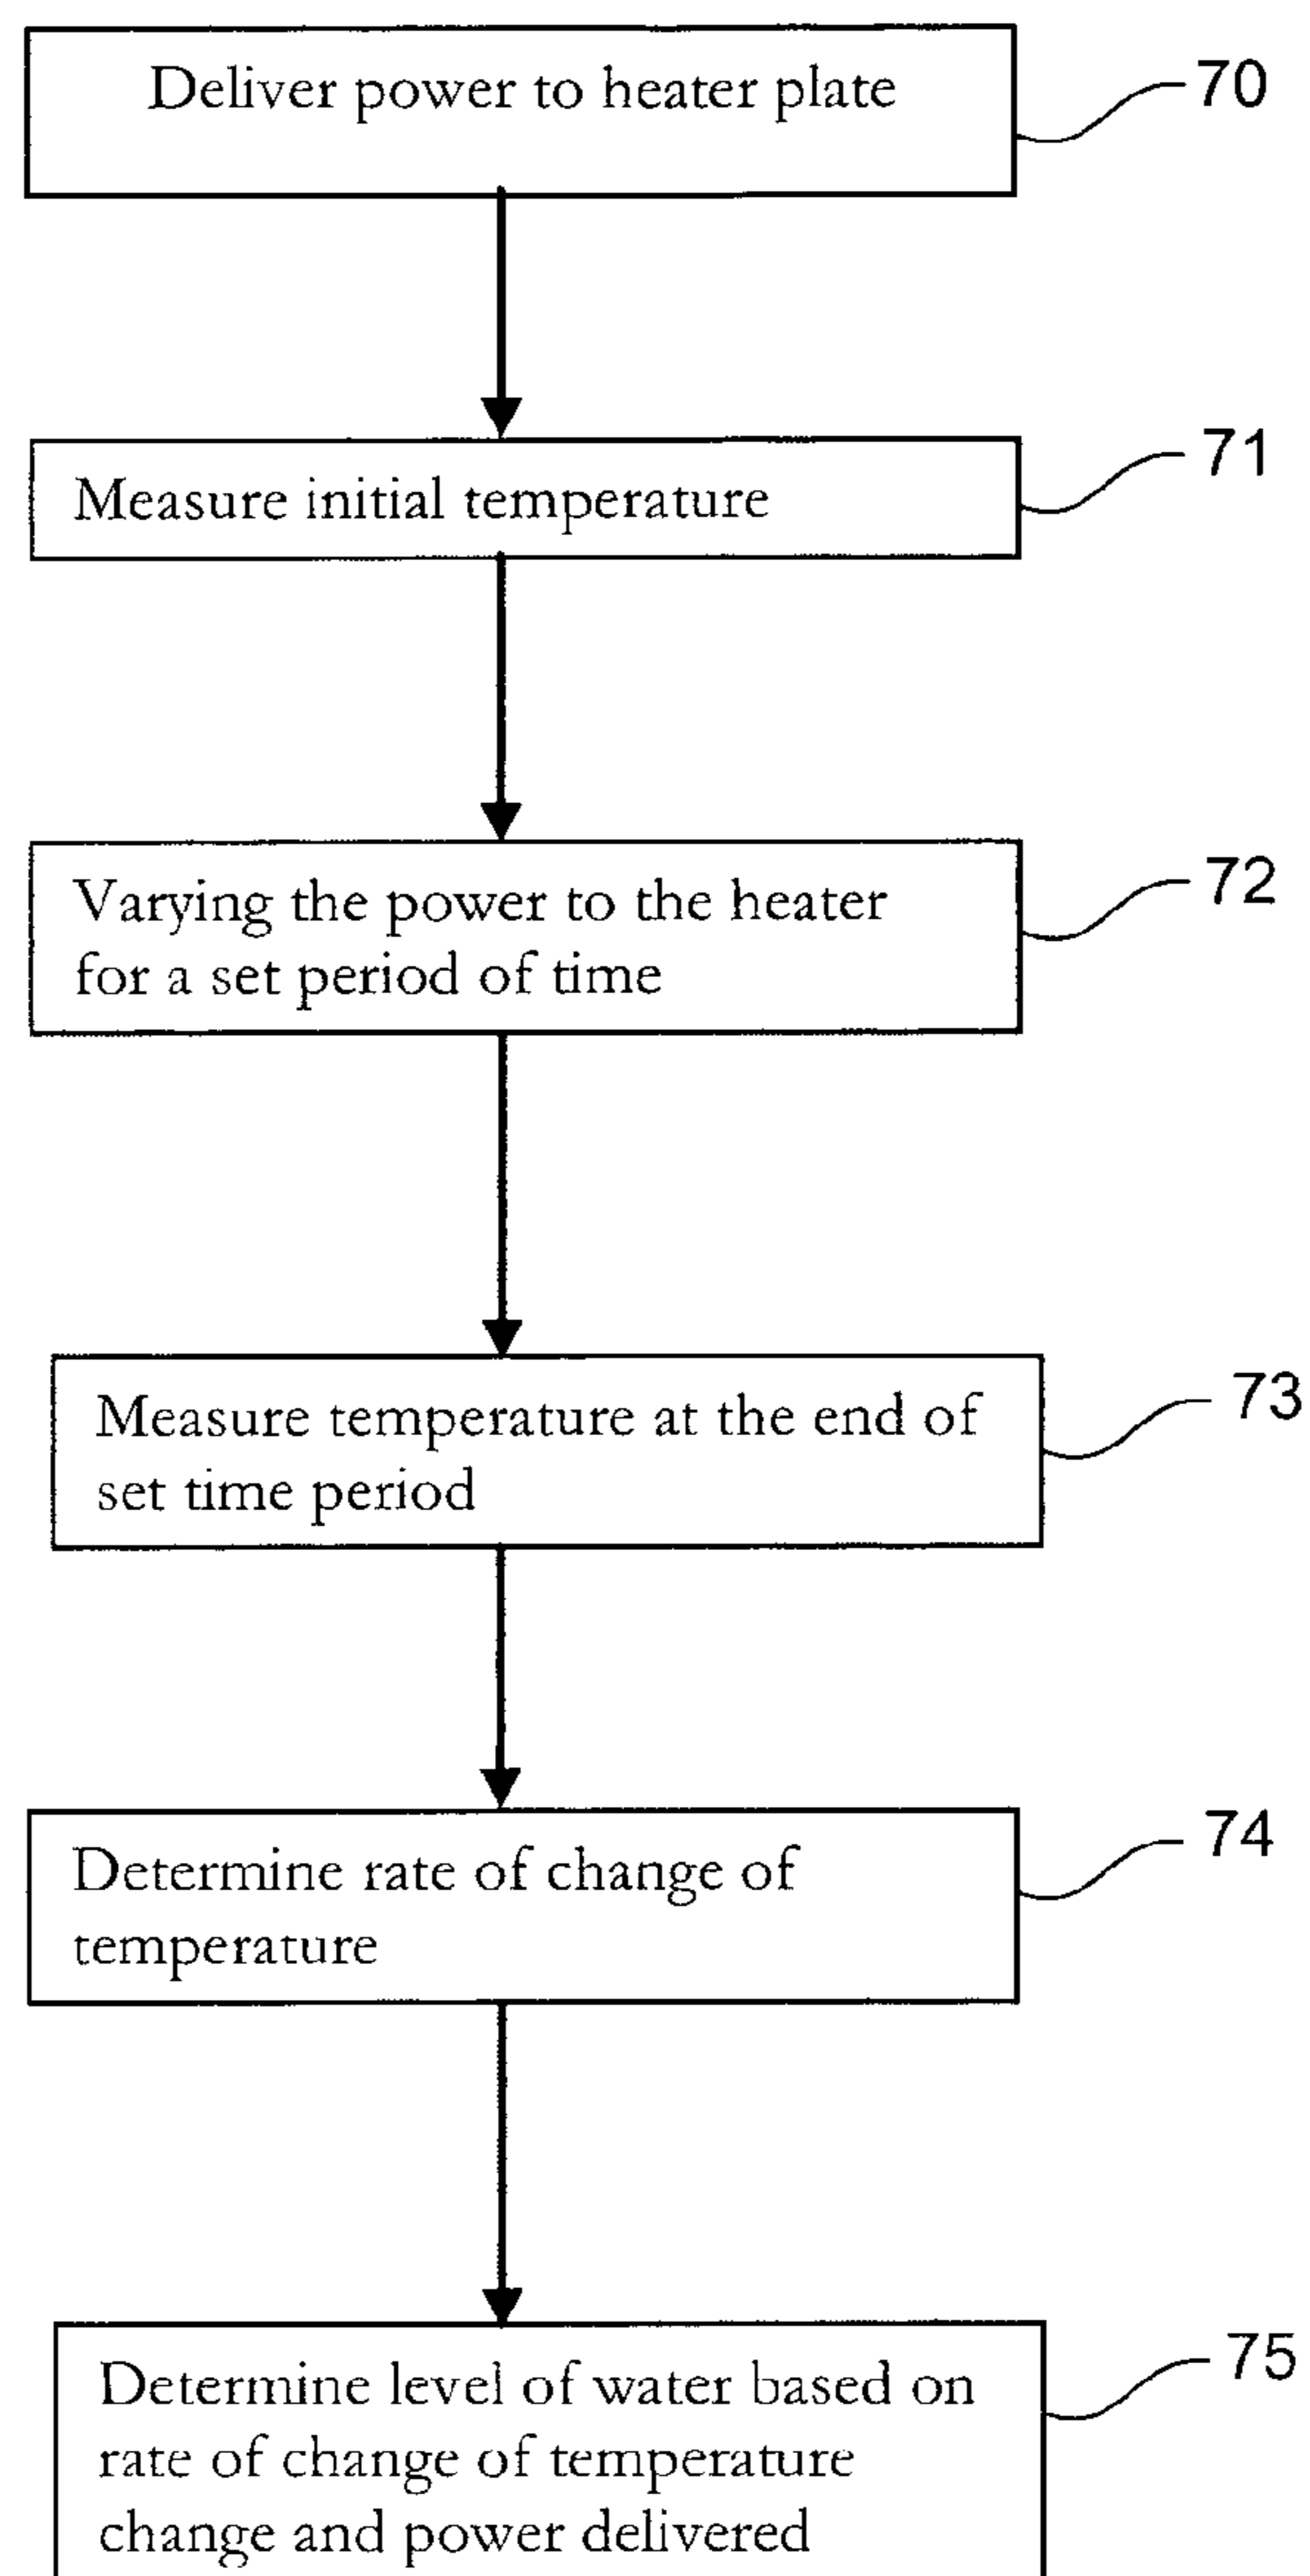 Deliver power to heater plate
70
Measure initial temperature
71
Varying the power to the heater
for a set period of time
72
Measure temperature at the end of
set time period
73
Determine rate of change of
temperature
74
Determine level of water based on
rate of change of temperature
change and power delivered
75